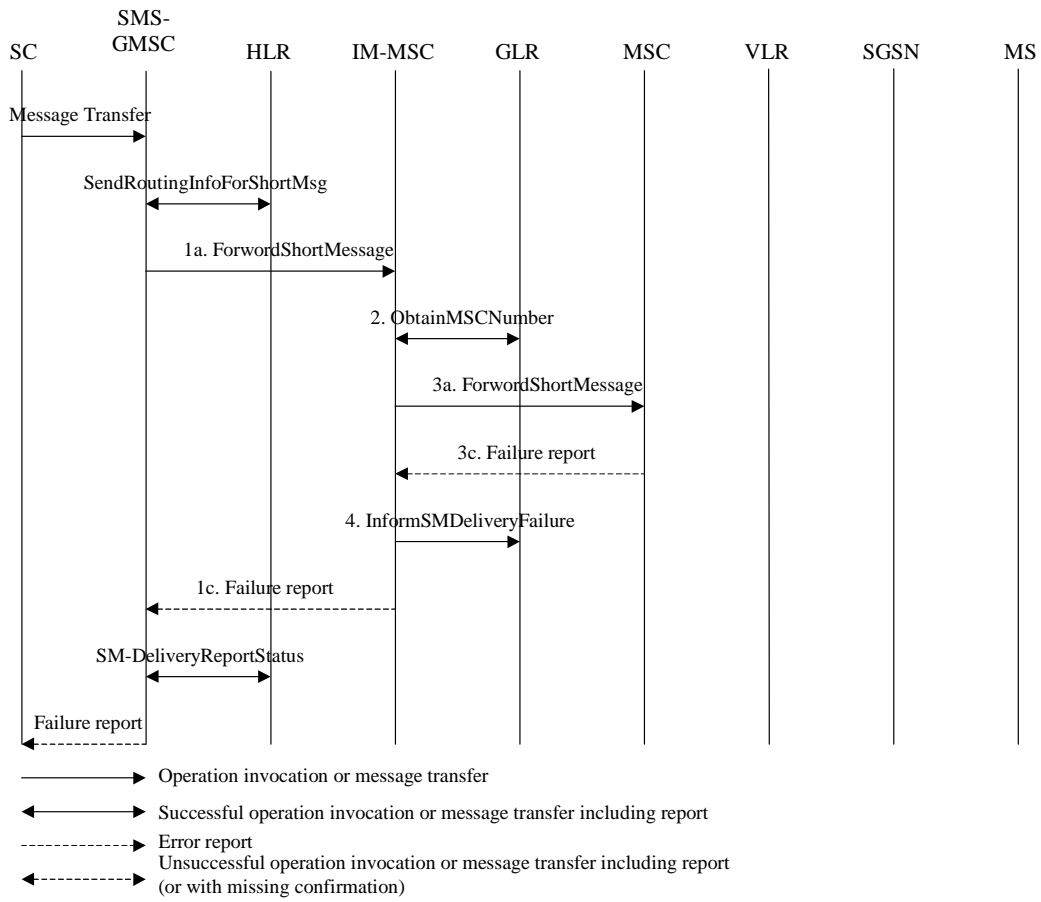 SC
SMS-
GMSC
HLR
IM-MSC
GLR
MSC
VLR
SGSN
MS
Message Transfer
SendRoutingInfoForShortMsg
1a. ForwordShortMessage
2. ObtainMSCNumber
3a. ForwordShortMessage
3c. Failure report
4. InformSMDeliveryFailure
1c. Failure report
SM-DeliveryReportStatus
Failure report
Operation invocation or message transfer
Successful operation invocation or message transfer including report
Error report
Unsuccessful operation invocation or message transfer including report
(or with missing confirmation)